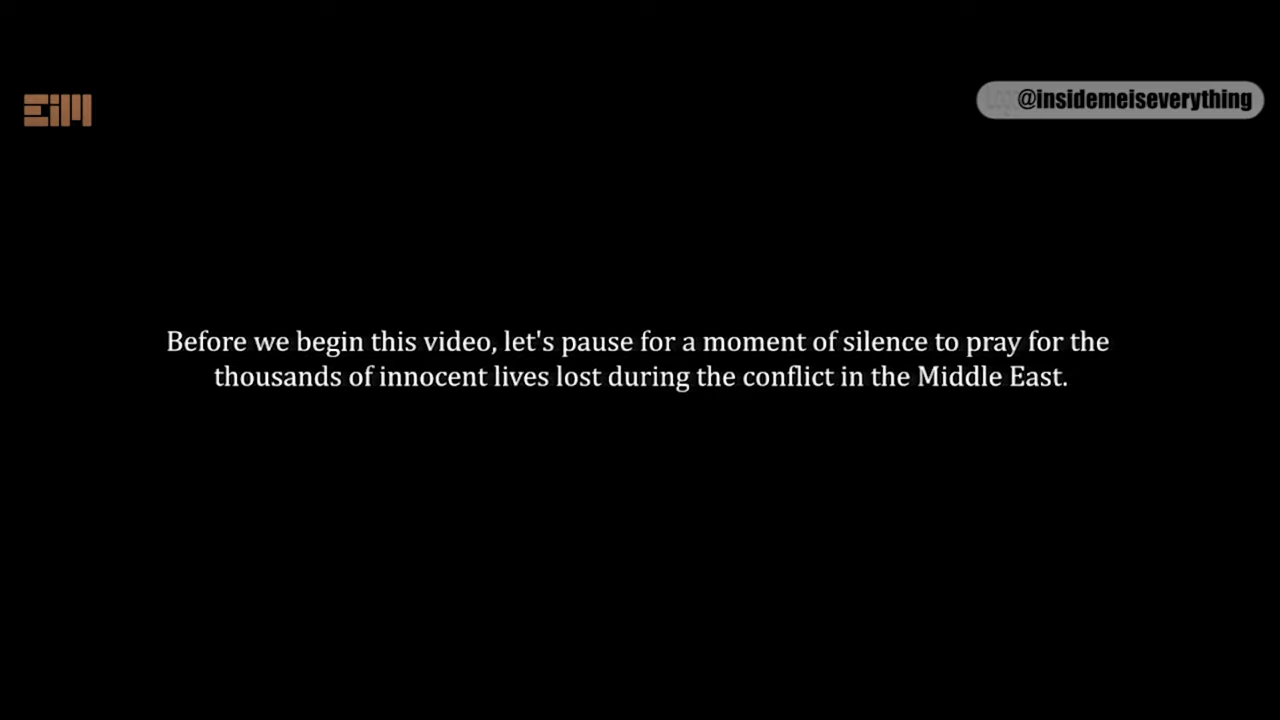 EiM
@insidemeiseverything
Before we begin this video, let's pause for a moment of silence to pray for the
thousands of innocent lives lost during the conflict in the Middle East.